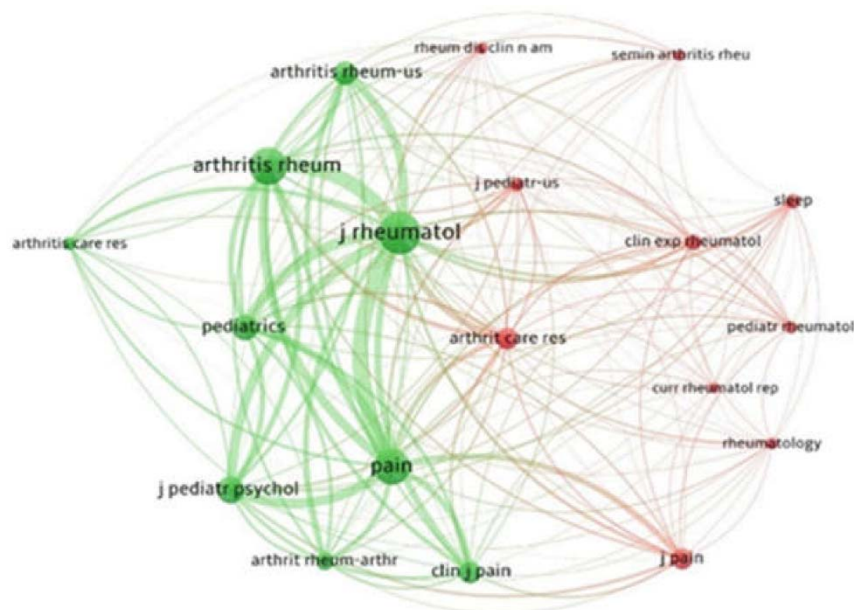 rheum dis clin n am
semin arthritis rheu
arthritis rheum-us
arthritis rheum
j pediatr-us
sleep
j rheumatol
arthritis care res
clin exp rheumatol
pediatrics
arthrit care res
pediatr rheumatol
curr rheumatol rep
rheumatology
pain
j pediatr psychol
arthrit rheum-arthr
clin j pain
j pain